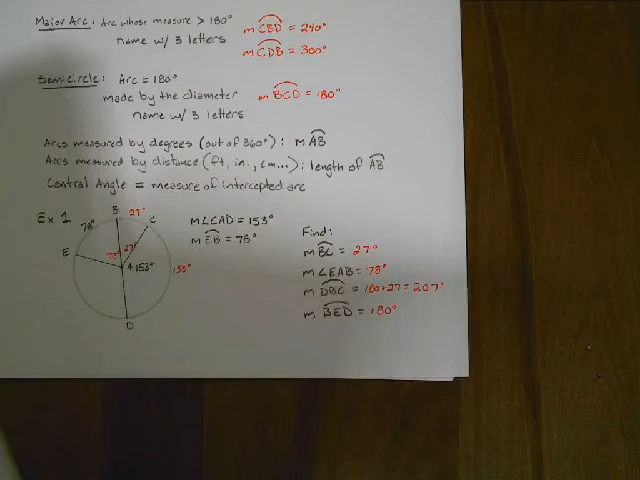 Major Arc: Arc whose measure > 180°
name w/ 3 letters
m CBD = 240°
m CDB = 300°
Semicircle: Arc = 180°
made by the diameter
name w/ 3 letters
m BCD = 180°
Arcs measured by degrees (out of 360°): m AB
Arcs measured by distance (ft, in., cm...): length of AB
Central Angle = measure of intercepted arc
Ex 1
B
27°
C
78°
E
78°
27°
A
153°
153°
D
m∠CAD = 153°
m EB = 78°
Find:
m BC = 27°
m∠EAB = 78°
m DBC = 180+27 = 207°
m BED = 180°